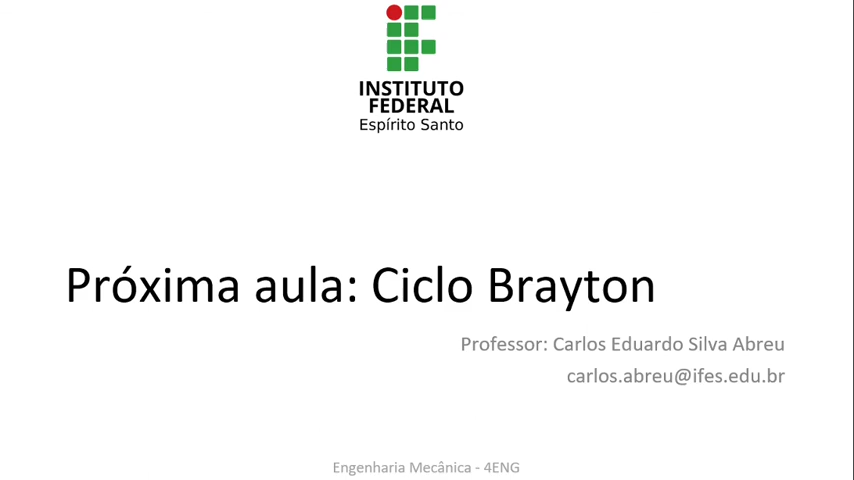 INSTITUTO
FEDERAL
Espírito Santo
Próxima aula: Ciclo Brayton
Professor: Carlos Eduardo Silva Abreu
carlos.abreu@ifes.edu.br
Engenharia Mecânica - 4ENG